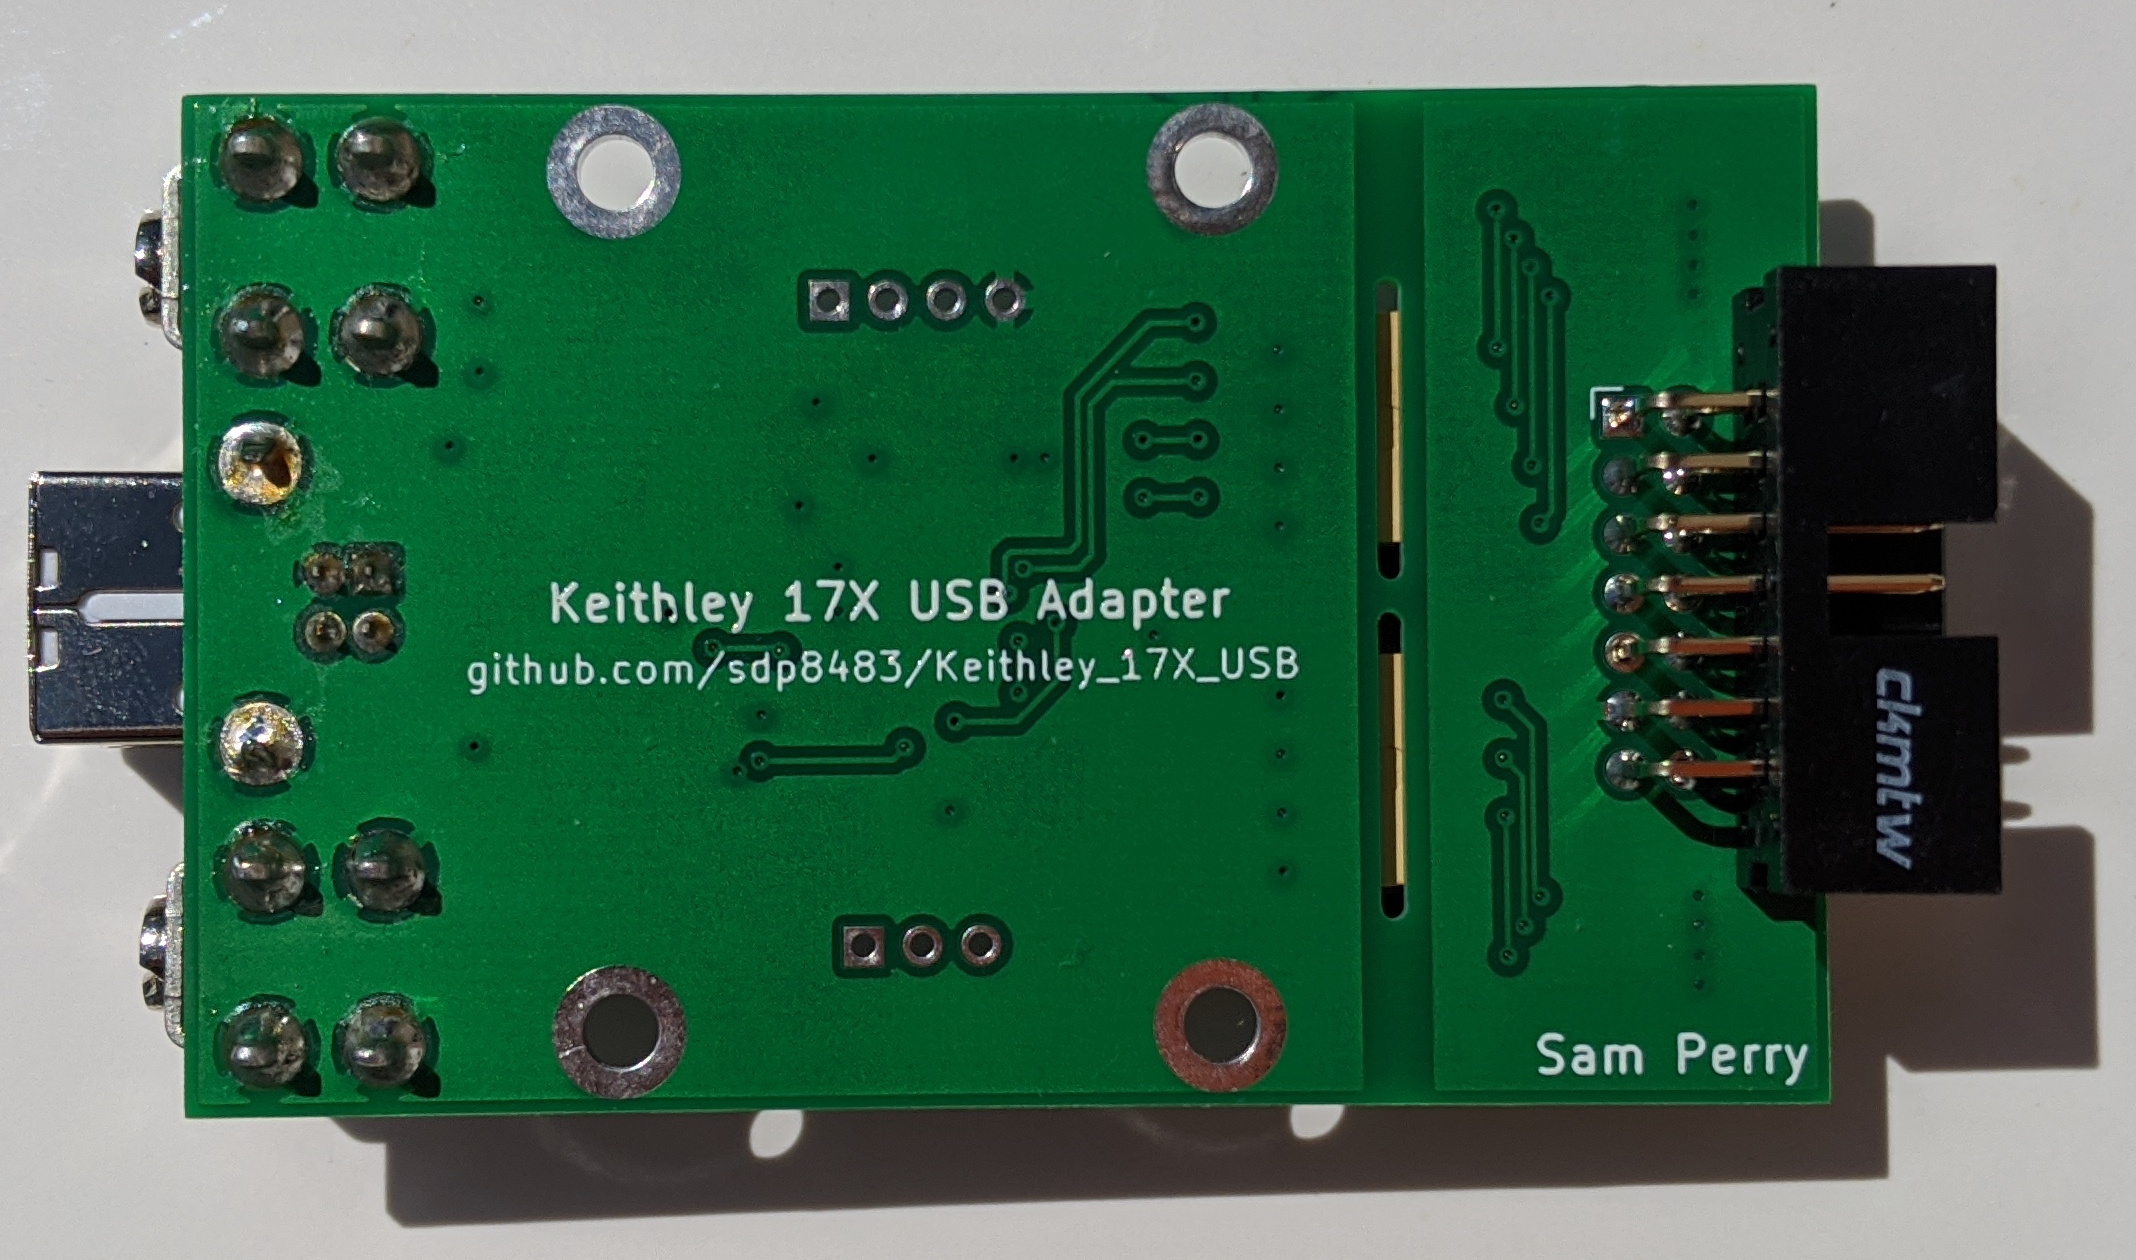 Keithley 17X USB Adapter
github.com/sdp8483/Keithley_17X_USB
ckmtw
Sam Perry